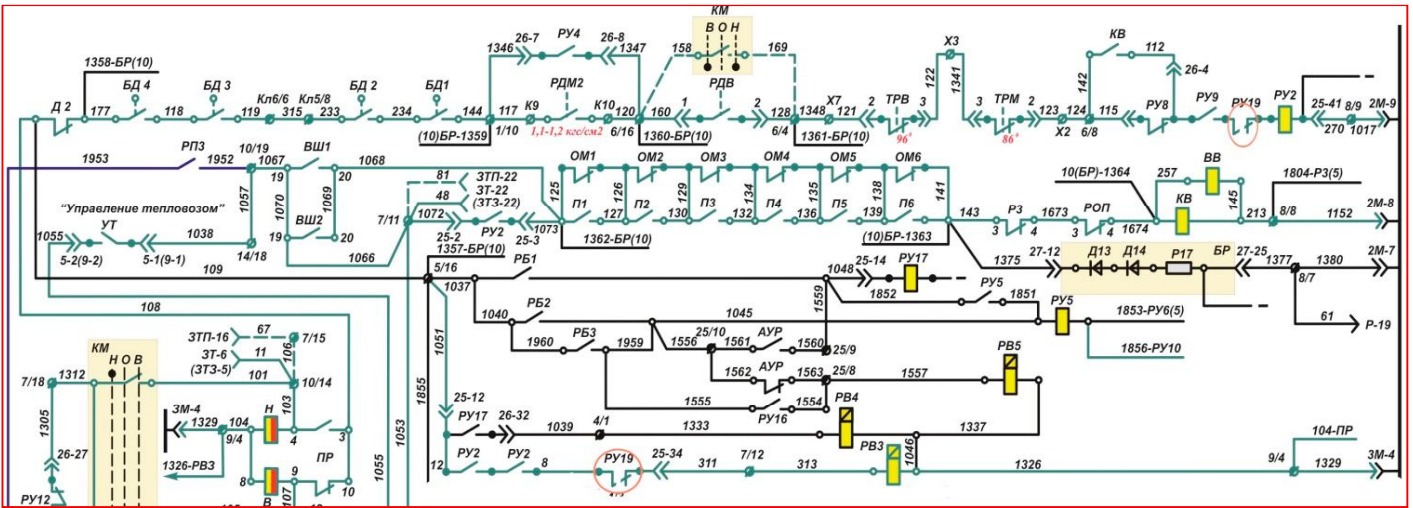 КМ
В О Н
26-7 РУ4 26-8
1346 1347
158 169
Х3
КВ
112
142
26-4
1358-БР(10)
БД 4 БД 3 БД 2 БД1
РДМ2 РДВ
122 1341
Д 2 177 118 119 Кл6/6 315 Кл5/8 233 234 144 117 К9 К10 120 160 1 2 128 1348 Х7 121 2 ТРВ 3 3 ТРМ 2 123 124 115 РУ8 РУ9 РУ19 РУ2 25-41 8/9 2М-9
270 1017
1/10 1,1-1,2 кгс/см2 6/16 6/4 96° 86° Х2 6/8
(10)БР-1359 1360-БР(10) 1361-БР(10)
1953 РП3 1952 10/19 1067 ВШ1 1068
19 20
1057 1070 1069
ВШ2
19 20
1066
ЗТП-22
81
ЗТ-22
48 (ЗТЗ-22)
7/11 1072 РУ2 1073
25-2 25-3
1357-БР(10)
ОМ1 ОМ2 ОМ3 ОМ4 ОМ5 ОМ6
125 126 129 134 135 138 141
П1 127 П2 130 П3 132 П4 136 П5 139 П6
1362-БР(10) (10)БР-1363
10(БР)-1364 257 ВВ 145 1804-РЗ(5)
143 РЗ 1673 РОП 1674 КВ 213 8/8 1152 2М-8
3 4 3 4
“Управление тепловозом”
1055 УТ 1038
5-2(9-2) 5-1(9-1) 14/18
109
5/16 1037 РБ1
1375 27-12 Д13 Д14 Р17 БР 27-25 1377 1380 2М-7
8/7
61 Р-19
1048 25-14 РУ17
1559 1852 РУ5 1851 РУ5 1853-РУ6(5)
1856-РУ10
1040 РБ2 1045
1960 РБ3 1959 1556 25/10 1561 АУР 1560 25/9
АУР
1562 1563 25/8 1557 РВ5
1555 РУ16 1554
108
ЗТП-16 67 7/15
ЗТ-6 11 106
(ЗТЗ-5)
КМ
Н О В
7/18 1312 101 10/14
1305
103
ЗМ-4 1329 104 Н 4 3
9/4
1326-РВЗ
26-27
РУ12
8 9 ПР 10
В 107
1055 1053 1855 1051
25-12
РУ17 26-32 1039 4/1 1333 РВ4 1337
12 РУ2 РУ2 8 РУ19 25-34 311 7/12 313 РВ3 1046 1326 9/4 1329 3М-4
104-ПР